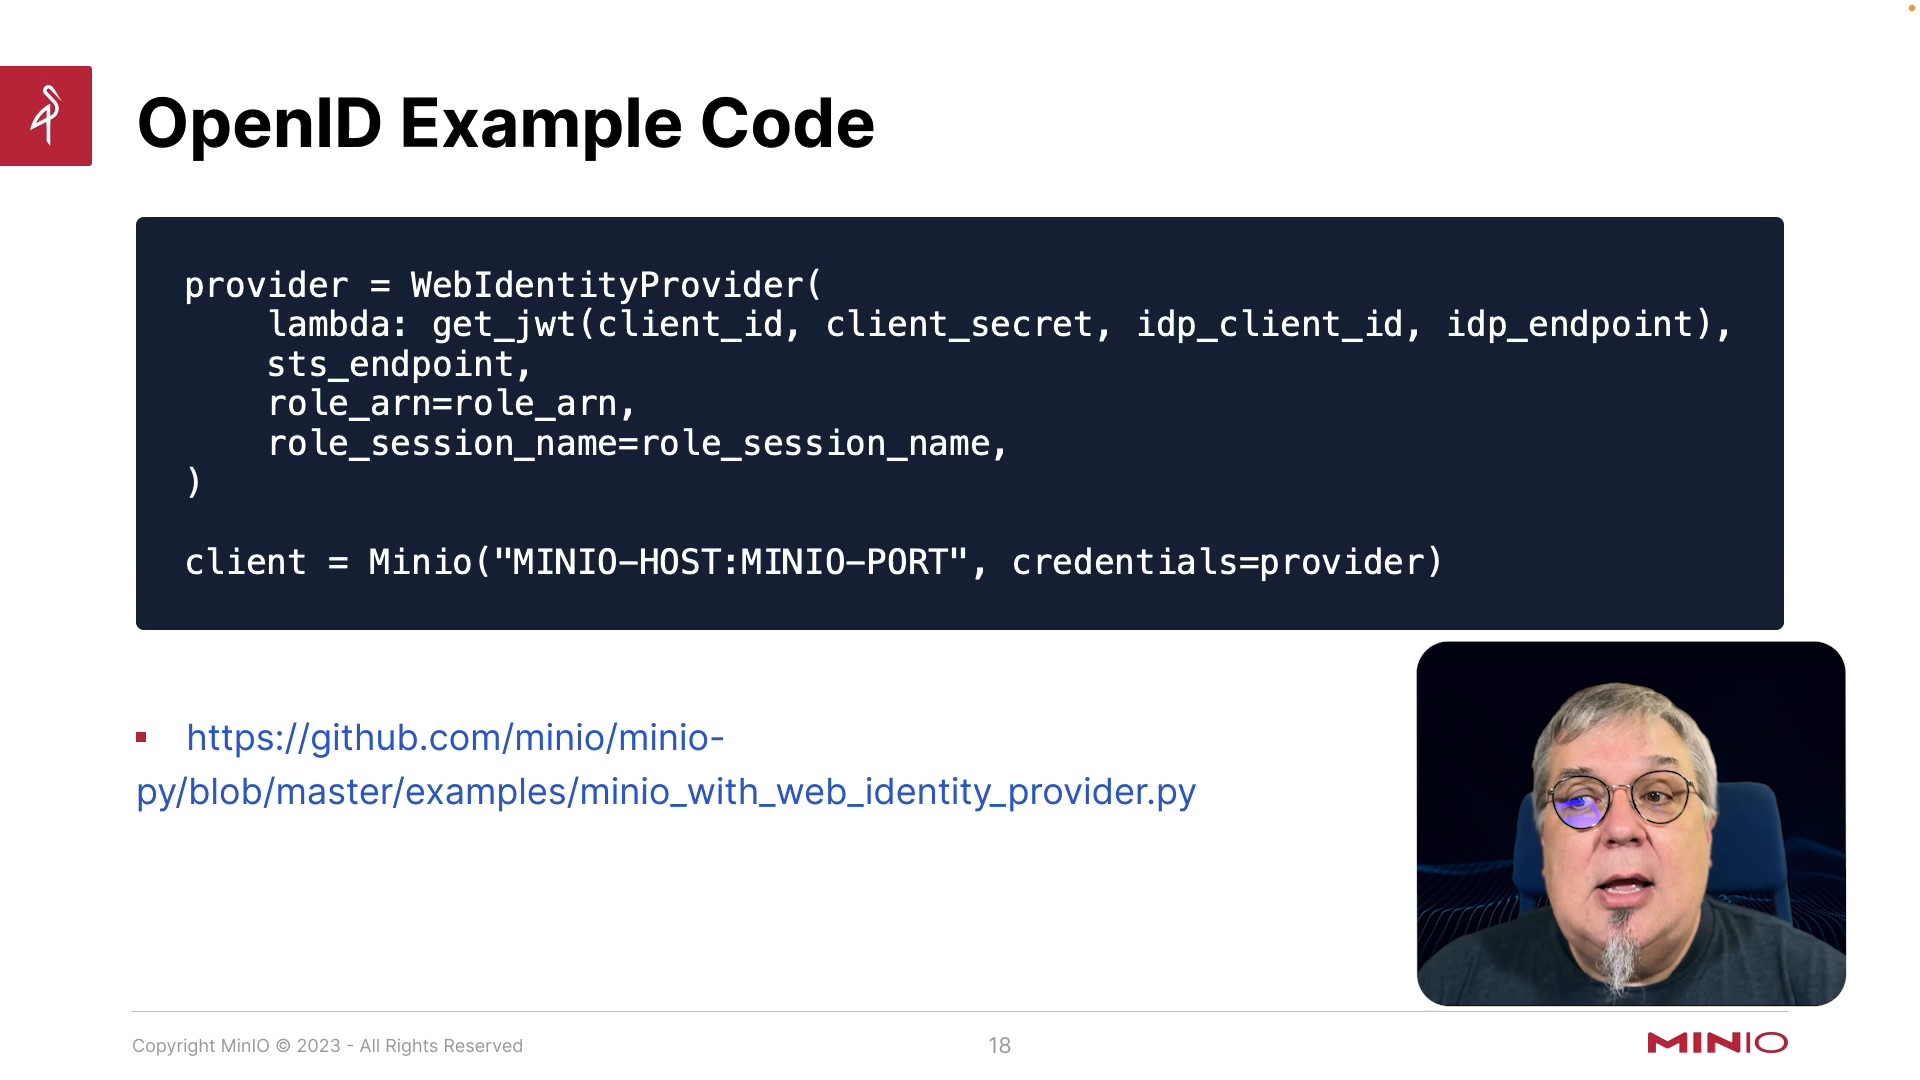 OpenID Example Code
provider = WebIdentityProvider(
    lambda: get_jwt(client_id, client_secret, idp_client_id, idp_endpoint),
    sts_endpoint,
    role_arn=role_arn,
    role_session_name=role_session_name,
)
client = Minio("MINIO-HOST:MINIO-PORT", credentials=provider)
▪ https://github.com/minio/minio-
py/blob/master/examples/minio_with_web_identity_provider.py
Copyright MinIO © 2023 - All Rights Reserved
18
MINIO